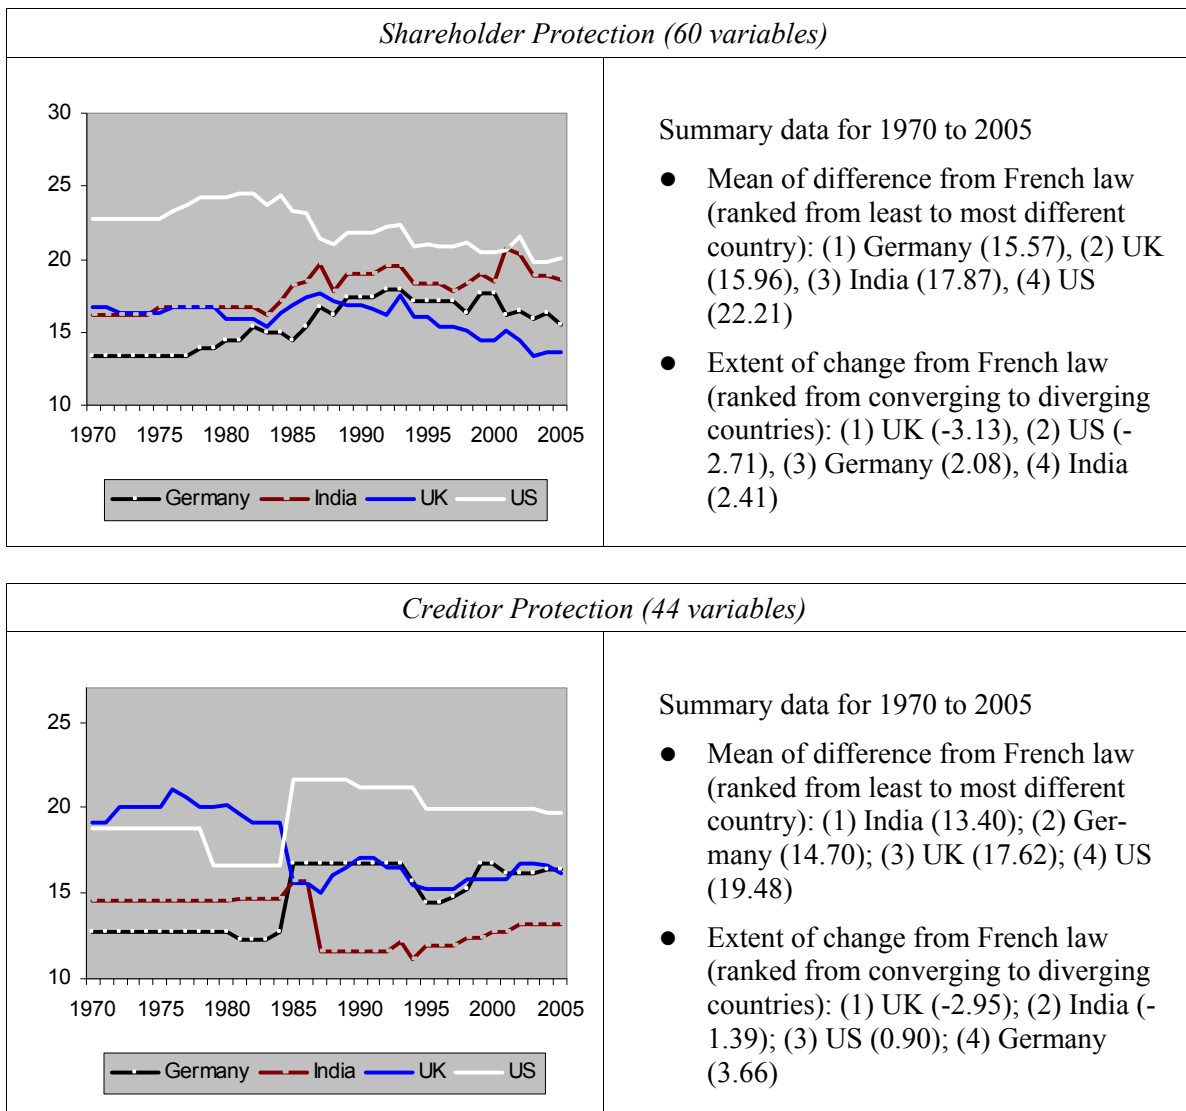 Shareholder Protection (60 variables)
30
25
20
15
10
1970 1975 1980 1985 1990 1995 2000 2005
Germany India UK US
Summary data for 1970 to 2005
● Mean of difference from French law
(ranked from least to most different
country): (1) Germany (15.57), (2) UK
(15.96), (3) India (17.87), (4) US
(22.21)
● Extent of change from French law
(ranked from converging to diverging
countries): (1) UK (-3.13), (2) US (-
2.71), (3) Germany (2.08), (4) India
(2.41)
Creditor Protection (44 variables)
25
20
15
10
1970 1975 1980 1985 1990 1995 2000 2005
Germany India UK US
Summary data for 1970 to 2005
● Mean of difference from French law
(ranked from least to most different
country): (1) India (13.40); (2) Ger-
many (14.70); (3) UK (17.62); (4) US
(19.48)
● Extent of change from French law
(ranked from converging to diverging
countries): (1) UK (-2.95); (2) India (-
1.39); (3) US (0.90); (4) Germany
(3.66)